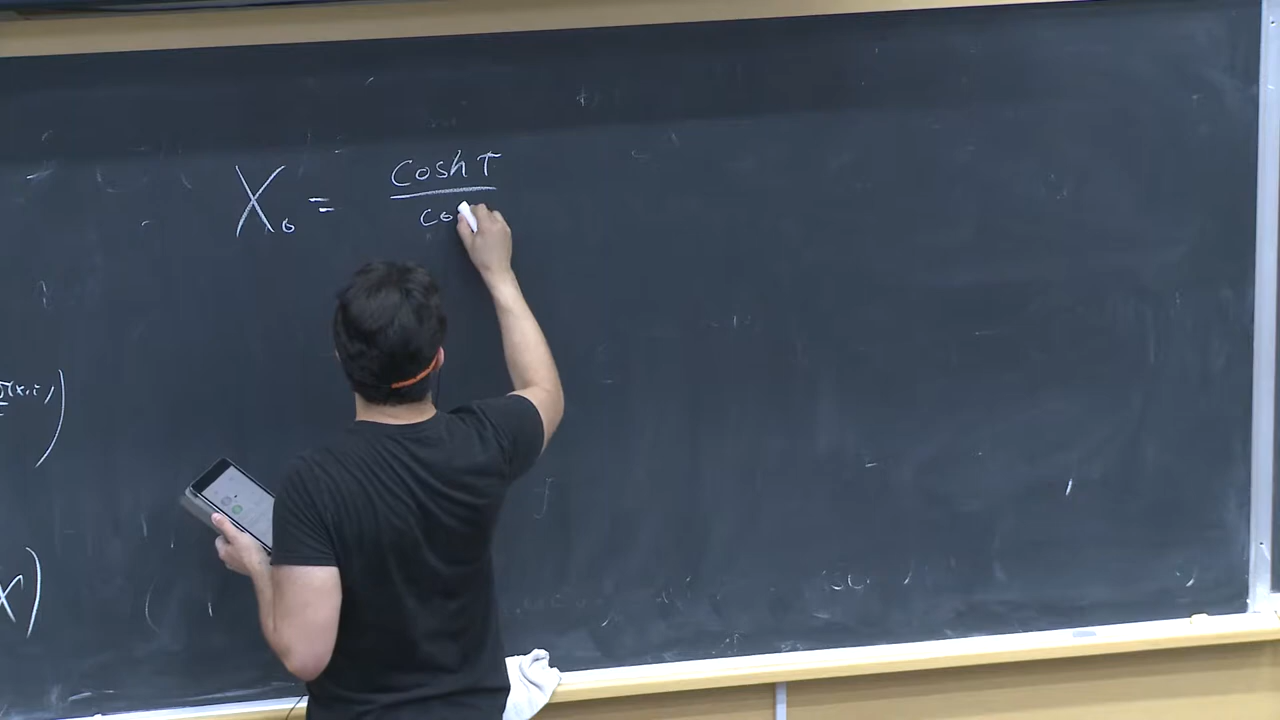 X₀ = cosh τ / co
x)